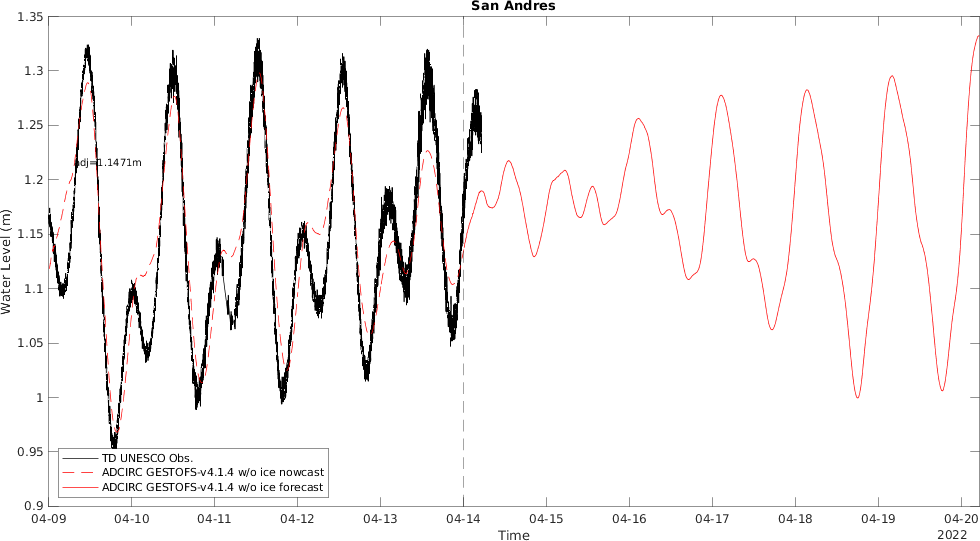 San Andres
1.35
1.3
1.25
1.2
1.15
1.1
1.05
1
0.95
0.9
Water Level (m)
adj=1.1471m
TD UNESCO Obs.
ADCIRC GESTOFS-v4.1.4 w/o ice nowcast
ADCIRC GESTOFS-v4.1.4 w/o ice forecast
04-09 04-10 04-11 04-12 04-13 04-14 04-15 04-16 04-17 04-18 04-19 04-20
Time
2022